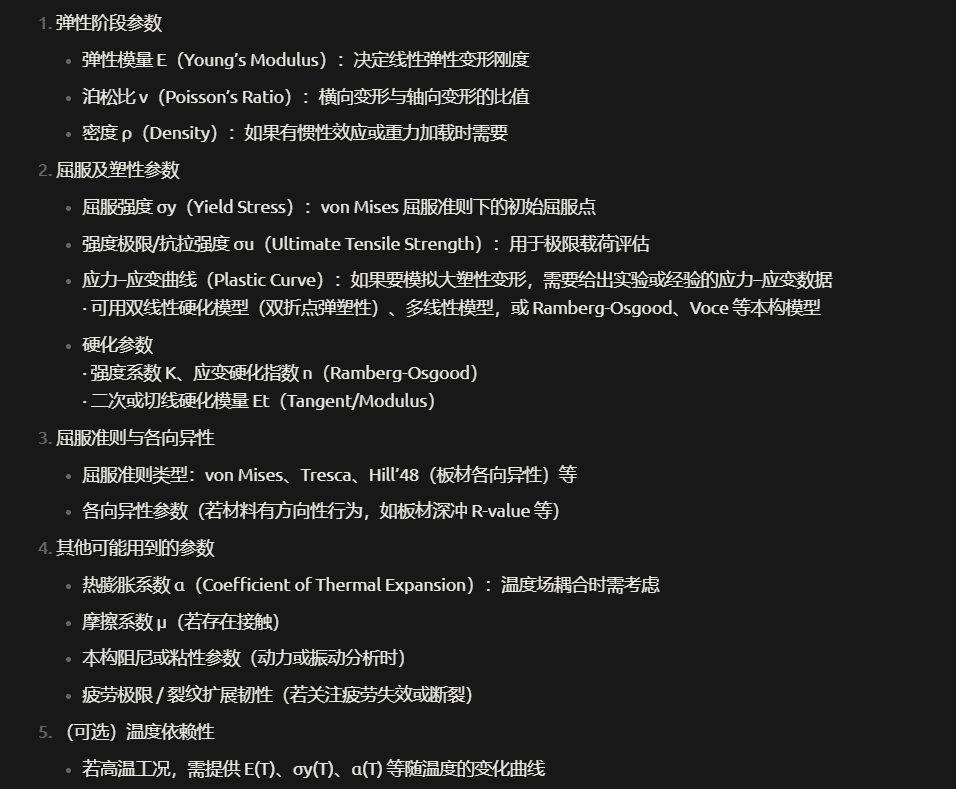 1. 弹性阶段参数
• 弹性模量 E（Young’s Modulus）：决定线性弹性变形刚度
• 泊松比 ν（Poisson’s Ratio）：横向变形与轴向变形的比值
• 密度 ρ（Density）：如果有惯性效应或重力加载时需要
2. 屈服及塑性参数
• 屈服强度 σy（Yield Stress）：von Mises 屈服准则下的初始屈服点
• 强度极限/抗拉强度 σu（Ultimate Tensile Strength）：用于极限载荷评估
• 应力–应变曲线（Plastic Curve）：如果要模拟大塑性变形，需要给出实验或经验的应力–应变数据
· 可用双线性硬化模型（双折点弹塑性）、多线性模型，或 Ramberg-Osgood、Voce 等本构模型
• 硬化参数
· 强度系数 K、应变硬化指数 n（Ramberg-Osgood）
· 二次或切线硬化模量 Et（Tangent/Modulus）
3. 屈服准则与各向异性
• 屈服准则类型：von Mises、Tresca、Hill’48（板材各向异性）等
• 各向异性参数（若材料有方向性行为，如板材深冲 R-value 等）
4. 其他可能用到的参数
• 热膨胀系数 α（Coefficient of Thermal Expansion）：温度场耦合时需考虑
• 摩擦系数 μ（若存在接触）
• 本构阻尼或粘性参数（动力或振动分析时）
• 疲劳极限 / 裂纹扩展韧性（若关注疲劳失效或断裂）
5. （可选）温度依赖性
• 若高温工况，需提供 E(T)、σy(T)、α(T) 等随温度的变化曲线